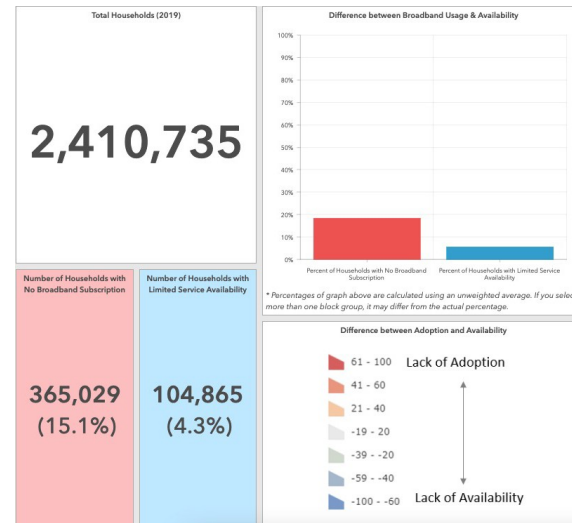 Total Households (2019)
2,410,735
Difference between Broadband Usage & Availability
100%
90%
80%
70%
60%
50%
40%
30%
20%
10%
0%
Percent of Households with No Broadband
Subscription
Percent of Households with Limited Service
Availability
* Percentages of graph above are calculated using an unweighted average. If you selec
more than one block group, it may differ from the actual percentage.
Number of Households with
No Broadband Subscription
365,029
(15.1%)
Number of Households with
Limited Service Availability
104,865
(4.3%)
Difference between Adoption and Availability
61 - 100 Lack of Adoption
41 - 60
21 - 40
-19 - 20
-39 - -20
-59 - -40
-100 - -60 Lack of Availability